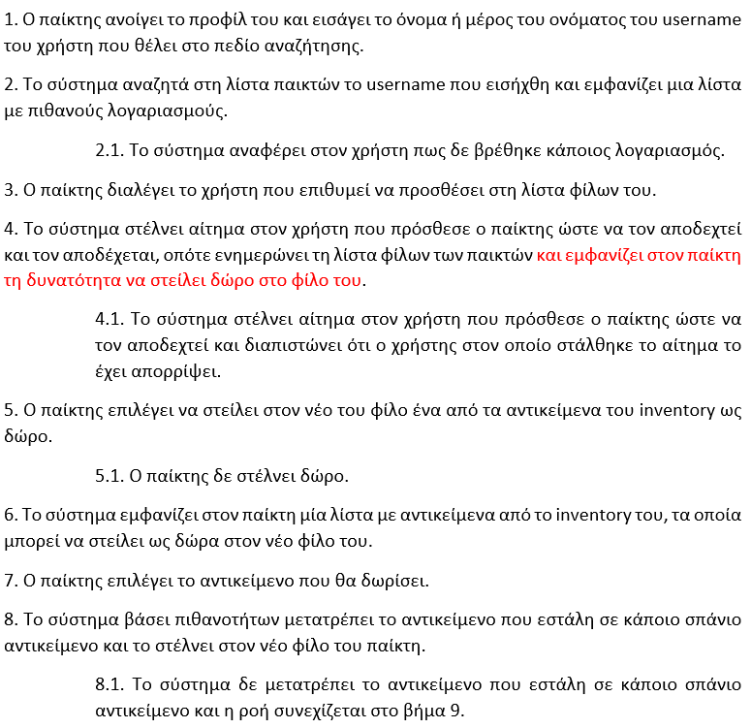 1. Ο παίκτης ανοίγει το προφίλ του και εισάγει το όνομα ή μέρος του ονόματος του username
του χρήστη που θέλει στο πεδίο αναζήτησης.
2. Το σύστημα αναζητά στη λίστα παικτών το username που εισήχθη και εμφανίζει μια λίστα
με πιθανούς λογαριασμούς.
2.1. Το σύστημα αναφέρει στον χρήστη πως δε βρέθηκε κάποιος λογαριασμός.
3. Ο παίκτης διαλέγει το χρήστη που επιθυμεί να προσθέσει στη λίστα φίλων του.
4. Το σύστημα στέλνει αίτημα στον χρήστη που πρόσθεσε ο παίκτης ώστε να τον αποδεχτεί
και τον αποδέχεται, οπότε ενημερώνει τη λίστα φίλων των παικτών και εμφανίζει στον παίκτη
τη δυνατότητα να στείλει δώρο στο φίλο του.
4.1. Το σύστημα στέλνει αίτημα στον χρήστη που πρόσθεσε ο παίκτης ώστε να
τον αποδεχτεί και διαπιστώνει ότι ο χρήστης στον οποίο στάλθηκε το αίτημα το
έχει απορρίψει.
5. Ο παίκτης επιλέγει να στείλει στον νέο του φίλο ένα από τα αντικείμενα του inventory ως
δώρο.
5.1. Ο παίκτης δε στέλνει δώρο.
6. Το σύστημα εμφανίζει στον παίκτη μία λίστα με αντικείμενα από το inventory του, τα οποία
μπορεί να στείλει ως δώρα στον νέο φίλο του.
7. Ο παίκτης επιλέγει το αντικείμενο που θα δωρίσει.
8. Το σύστημα βάσει πιθανοτήτων μετατρέπει το αντικείμενο που εστάλη σε κάποιο σπάνιο
αντικείμενο και το στέλνει στον νέο φίλο του παίκτη.
8.1. Το σύστημα δε μετατρέπει το αντικείμενο που εστάλη σε κάποιο σπάνιο
αντικείμενο και η ροή συνεχίζεται στο βήμα 9.